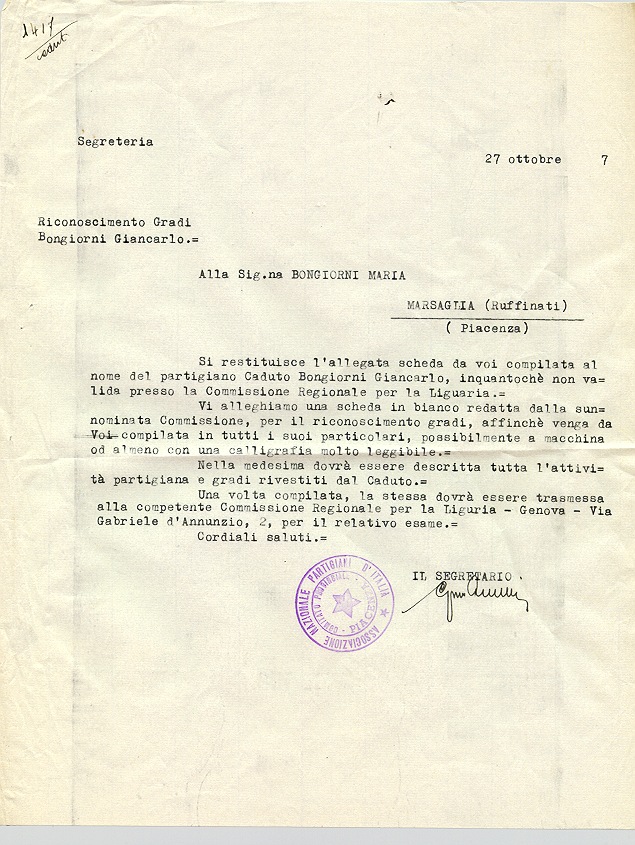 1417
Segreteria
27 ottobre 7
Riconoscimento Gradi
Bongiorni Giancarlo.=
Alla Sig.na BONGIORNI MARIA
MARSAGLIA (Ruffinati)
( Piacenza)
Si restituisce l'allegata scheda da voi compilata al
nome del partigiano Caduto Bongiorni Giancarlo, inquantochè non va=
lida presso la Commissione Regionale per la Liguaria.=
Vi alleghiamo una scheda in bianco redatta dalla sun=
nominata Commissione, per il riconoscimento gradi, affinchè venga da
Voi compilata in tutti i suoi particolari, possibilmente a macchina
od almeno con una calligrafia molto leggibile.=
Nella medesima dovrà essere descritta tutta l'attivi=
tà partigiana e gradi rivestiti dal Caduto.=
Una volta compilata, la stessa dovrà essere trasmessa
alla competente Commissione Regionale per la Liguria - Genova - Via
Gabriele d'Annunzio, 2, per il relativo esame.=
Cordiali saluti.=
IL SEGRETARIO.
ASSOCIAZIONE NAZIONALE PARTIGIANI D'ITALIA
COMITATO PROVINCIALE - PIACENZA